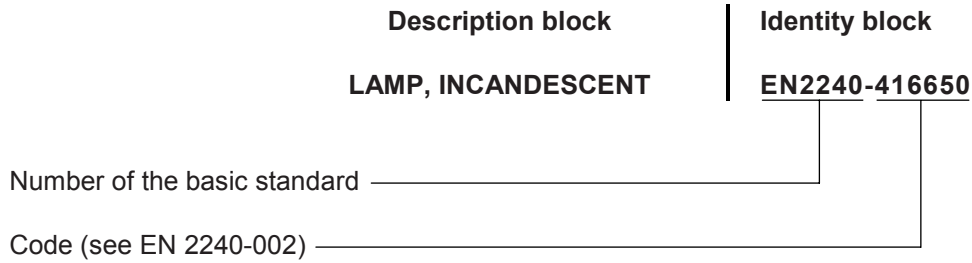 Description block Identity block
LAMP, INCANDESCENT EN2240-416650
Number of the basic standard
Code (see EN 2240-002)